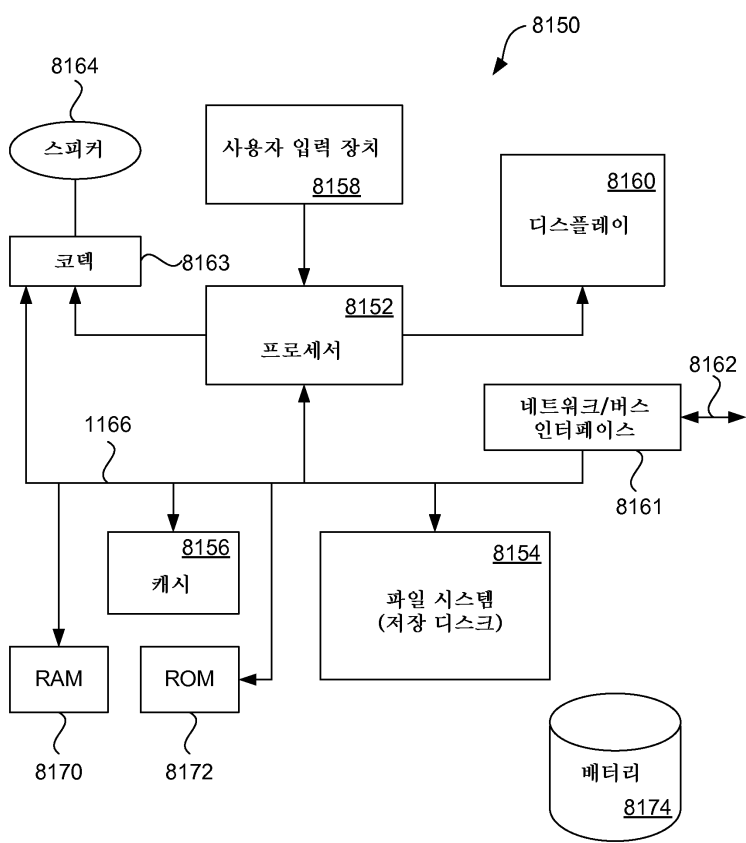 8150
8164
스피커
사용자 입력 장치
8158
8160
디스플레이
코덱
8163
8152
프로세서
8162
네트워크/버스
인터페이스
1166
8161
8156
캐시
8154
파일 시스템
(저장 디스크)
RAM
ROM
8170
8172
배터리
8174